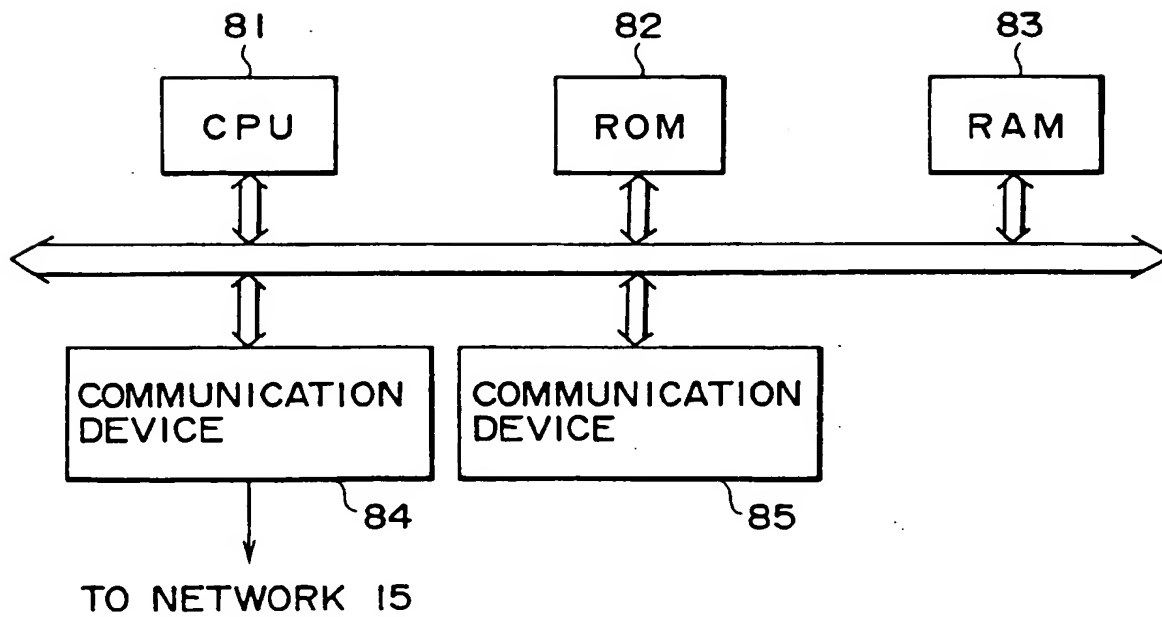 81
82
83
CPU
ROM
RAM
COMMUNICATION
DEVICE
COMMUNICATION
DEVICE
84
85
TO NETWORK 15